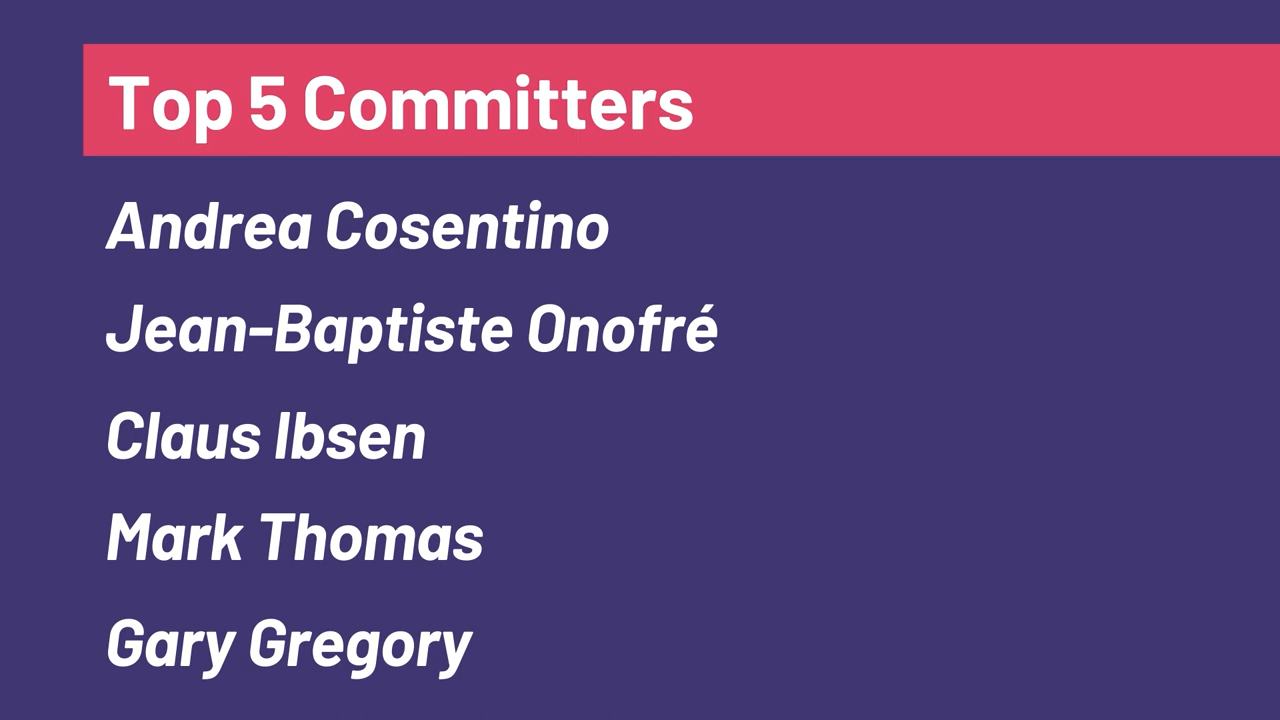 Top 5 Committers
Andrea Cosentino
Jean-Baptiste Onofré
Claus Ibsen
Mark Thomas
Gary Gregory